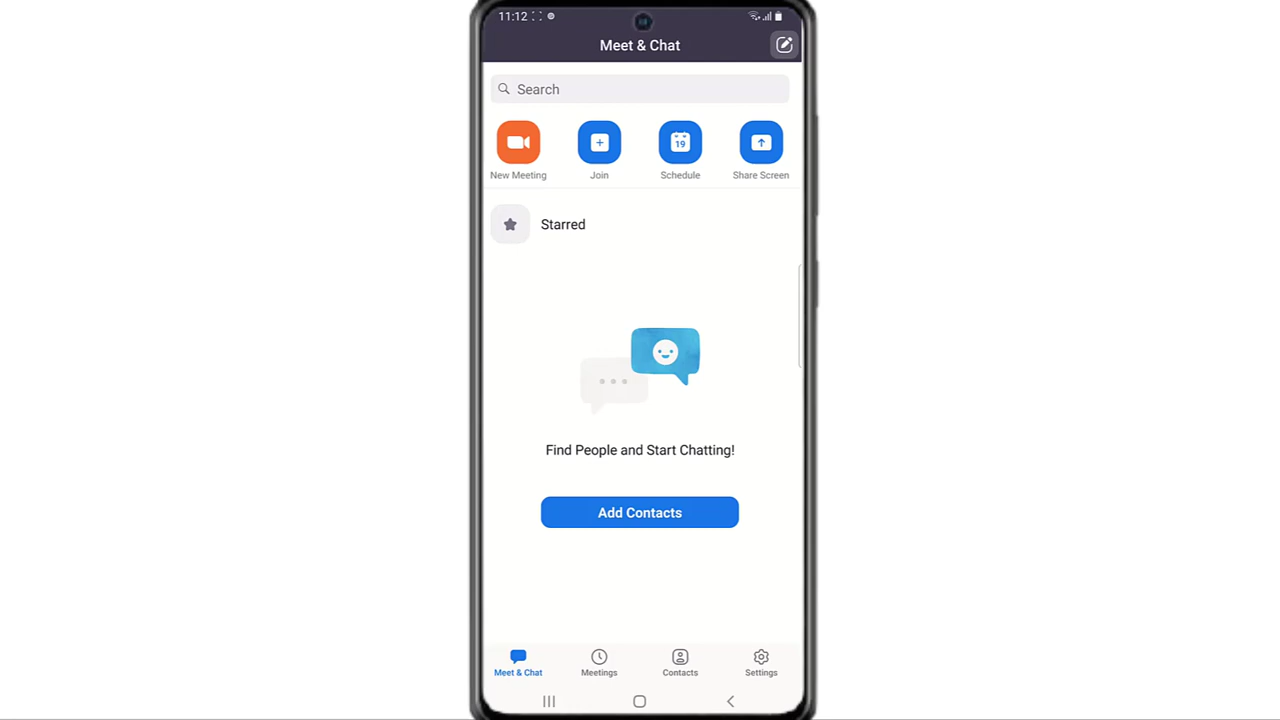 11:12
Meet & Chat
Search
19
New Meeting
Join
Schedule
Share Screen
Starred
Find People and Start Chatting!
Add Contacts
Meet & Chat
Meetings
Contacts
Settings